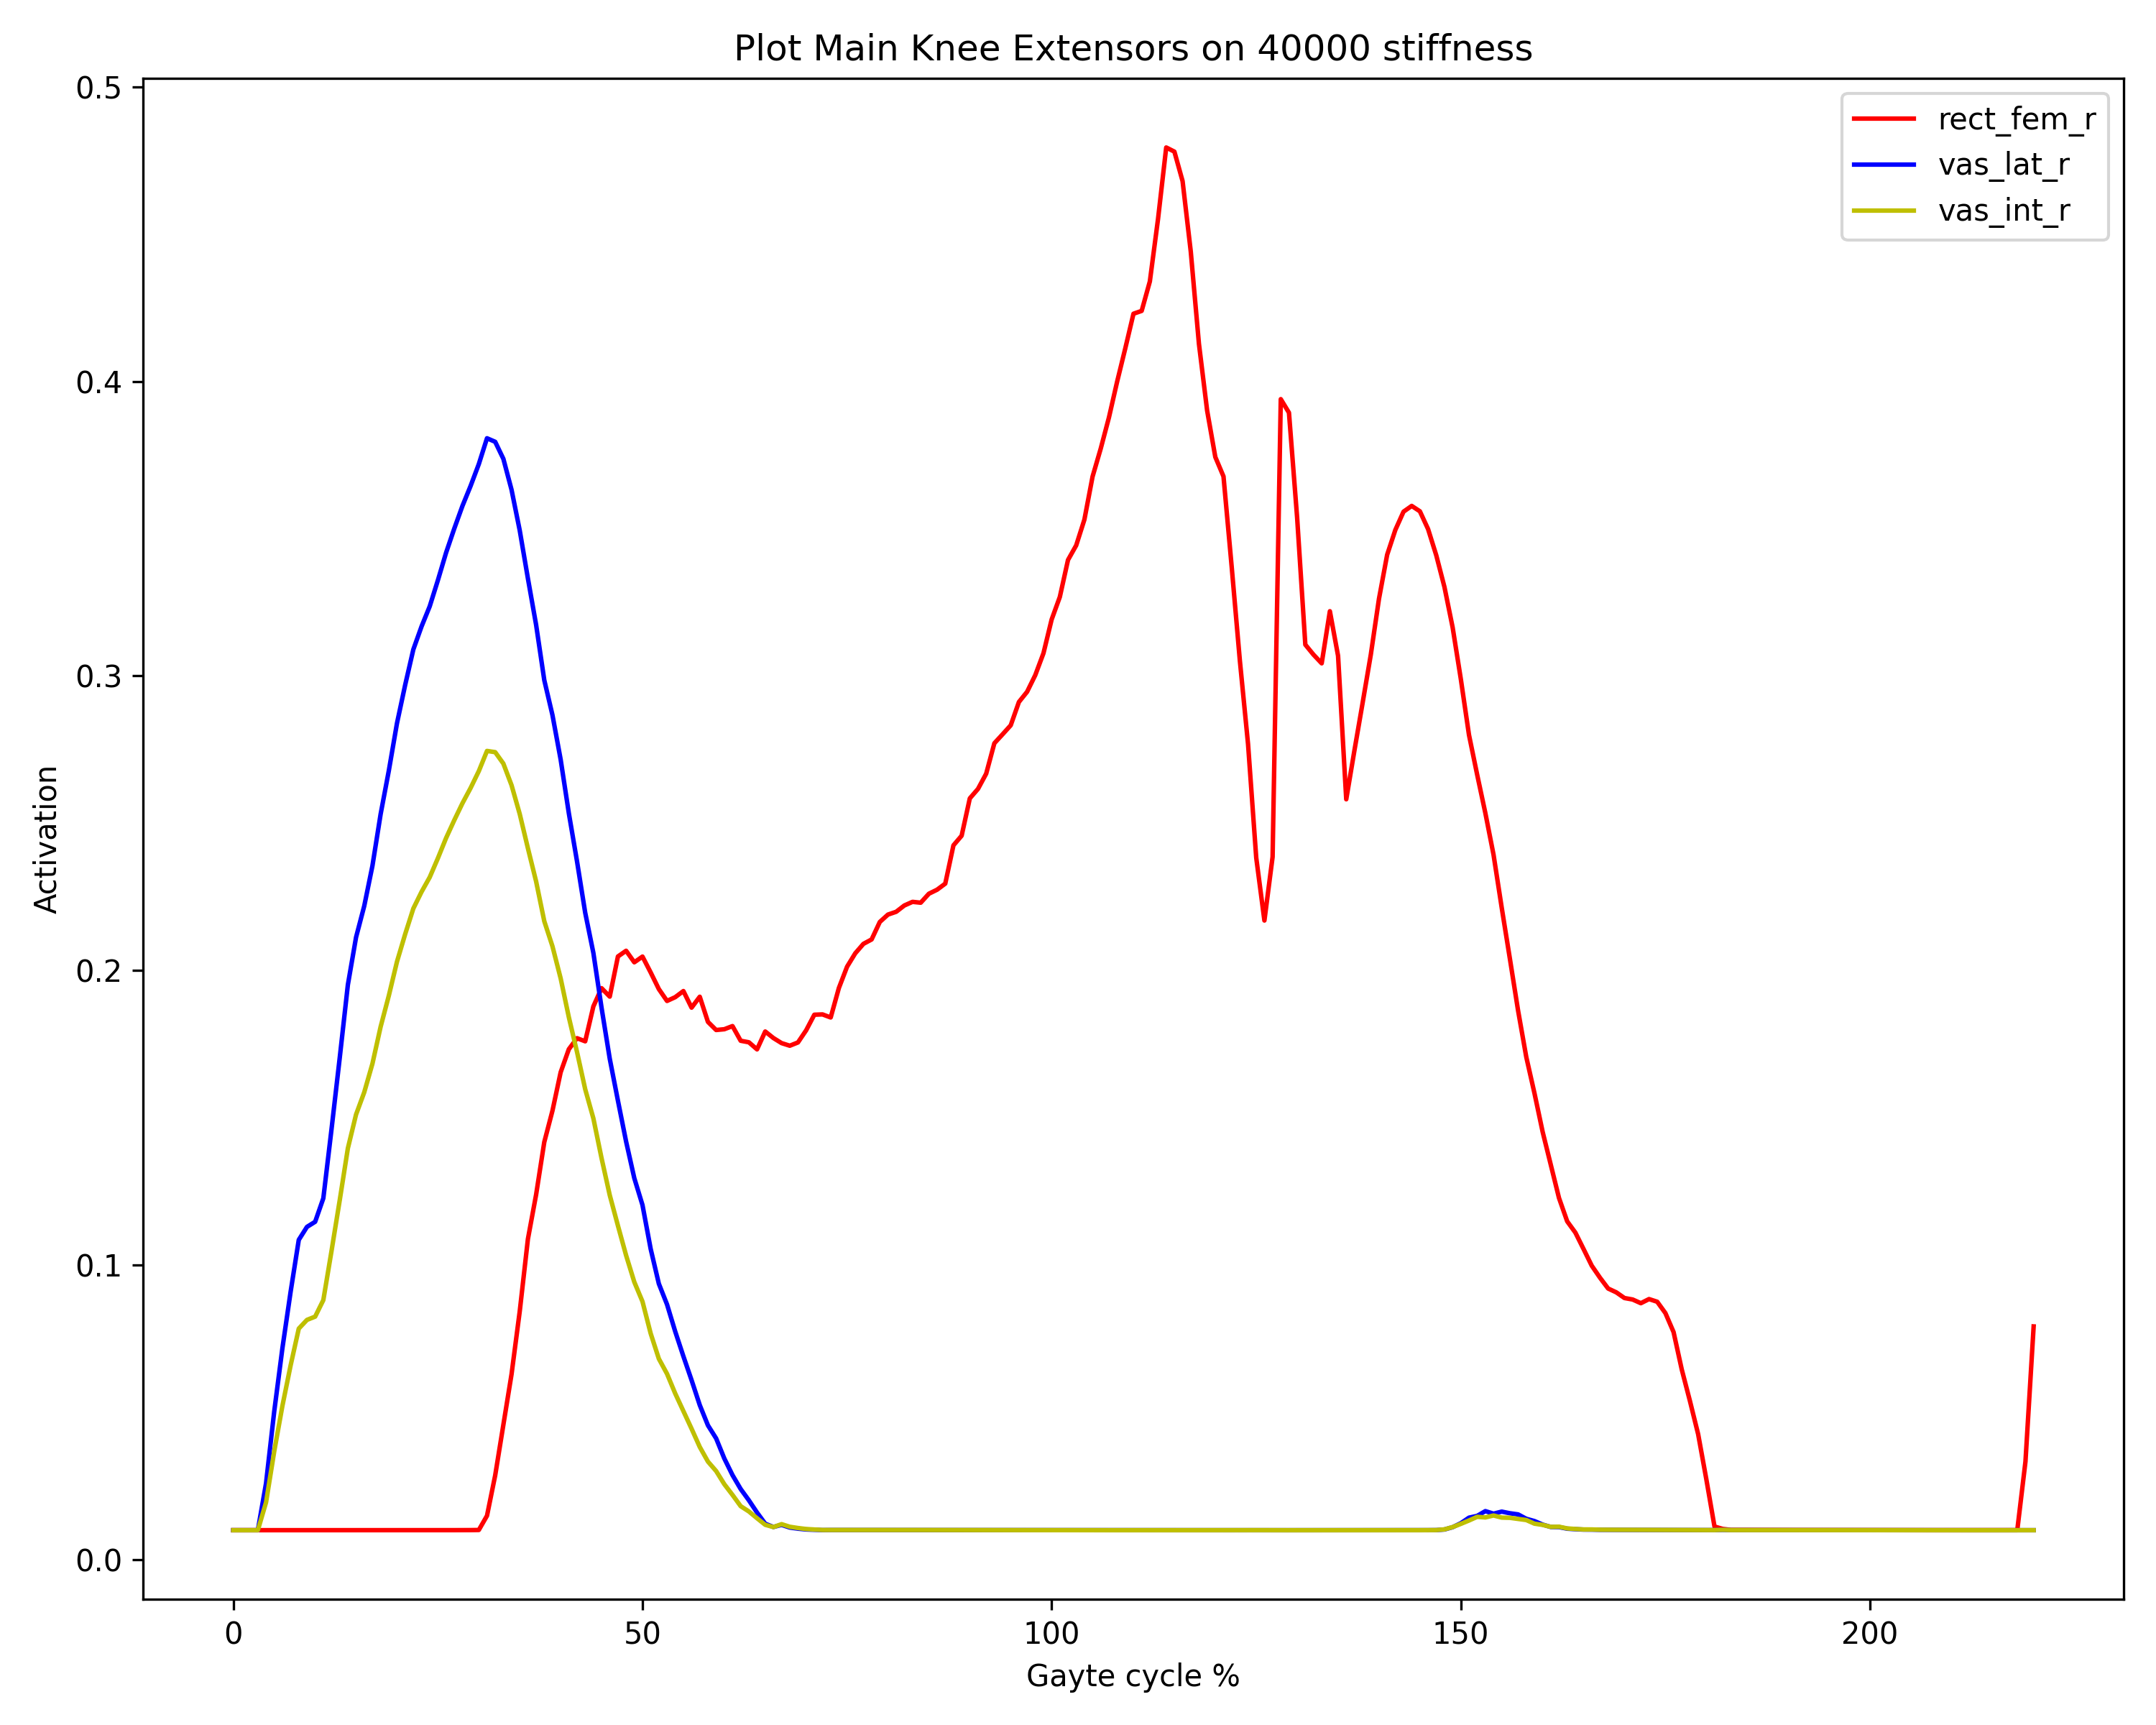 Plot Main Knee Extensors on 40000 stiffness
0.5
0.4
0.3
0.2
0.1
0.0
Activation
rect_fem_r
vas_lat_r
vas_int_r
0 50 100 150 200
Gayte cycle %